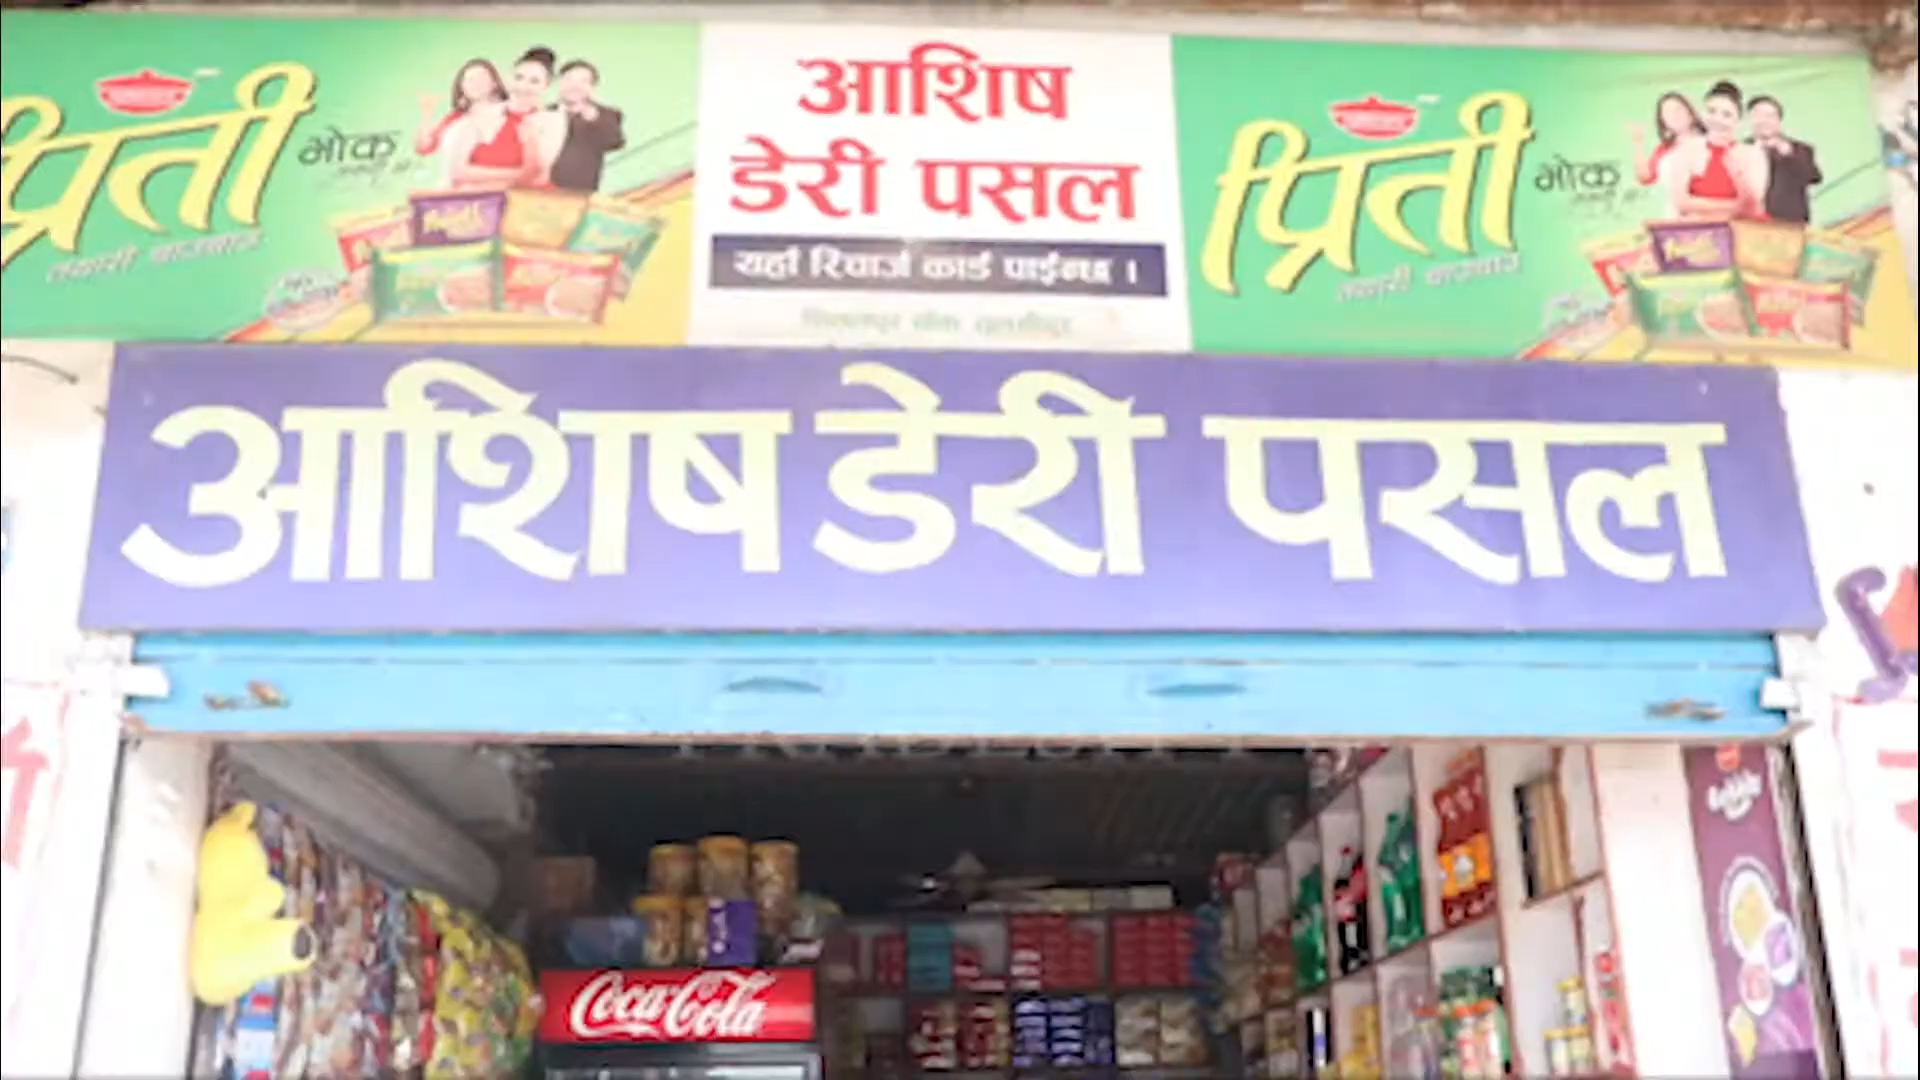 प्रिती
भोक
आशिष
डेरी पसल
यहाँ रिचार्ज कार्ड पाईन्छ ।
प्रिती
भोक
आशिष डेरी पसल
Coca-Cola